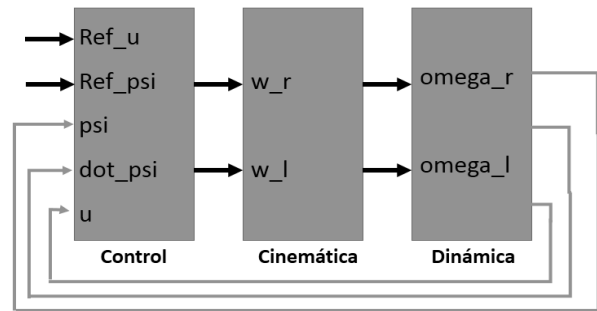 Ref_u
Ref_psi
psi
dot_psi
u
w_r
w_l
omega_r
omega_l
Control
Cinemática
Dinámica